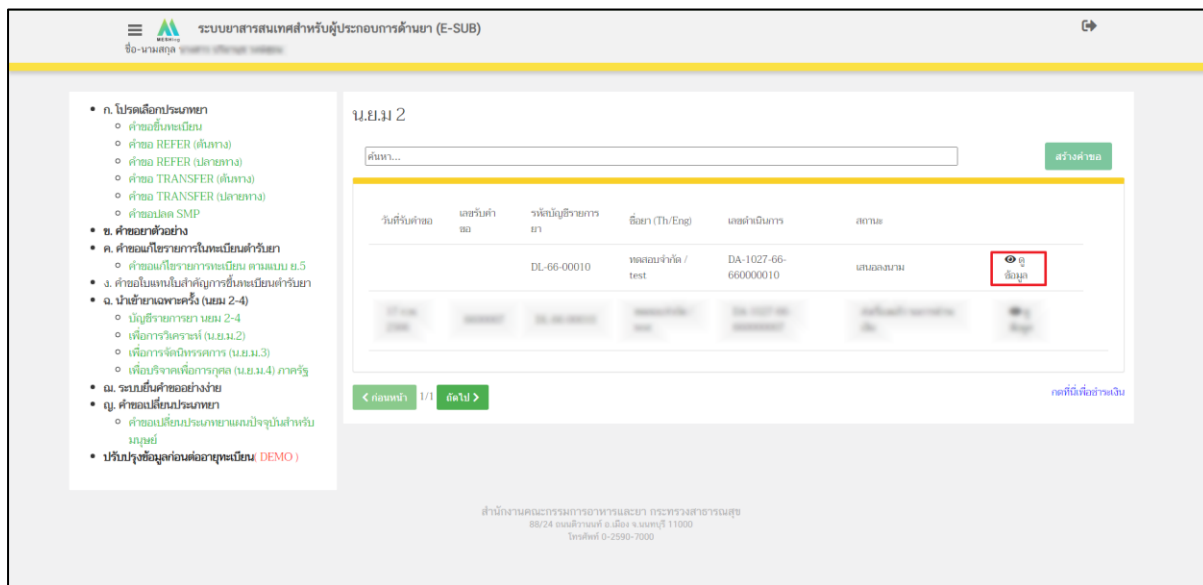 ระบบยาสารสนเทศสำหรับผู้ประกอบการด้านยา (E-SUB)
ชื่อ-นามสกุล
ก. โปรดเลือกประเภทยา
คำขอขึ้นทะเบียน
คำขอ REFER (ต้นทาง)
คำขอ REFER (ปลายทาง)
คำขอ TRANSFER (ต้นทาง)
คำขอ TRANSFER (ปลายทาง)
คำขอปลด SMP
ข. คำขอยาตัวอย่าง
ค. คำขอแก้ไขรายการในทะเบียนตำรับยา
คำขอแก้ไขรายการทะเบียน ตามแบบ ย.5
ง. คำขอใบแทนใบสำคัญการขึ้นทะเบียนตำรับยา
ฉ. นำเข้ายาเฉพาะครั้ง (นยม 2-4)
บัญชีรายการยา นยม 2-4
เพื่อการวิเคราะห์ (น.ย.ม.2)
เพื่อการจัดนิทรรศการ (น.ย.ม.3)
เพื่อบริจาคเพื่อการกุศล (น.ย.ม.4) ภาครัฐ
ฌ. ระบบยื่นคำขออย่างง่าย
ญ. คำขอเปลี่ยนประเภทยา
คำขอเปลี่ยนประเภทยาแผนปัจจุบันสำหรับ
มนุษย์
ปรับปรุงข้อมูลก่อนต่ออายุทะเบียน( DEMO )
น.ย.ม 2
ค้นหา...
สร้างคำขอ
วันที่รับคำขอ เลขรับคำ รหัสบัญชีรายการ ชื่อยา (Th/Eng) เลขดำเนินการ สถานะ
ขอ ยา
DL-66-00010 ทดสอบจำกัด / DA-1027-66- เสนอลงนาม ดู
test 660000010 ข้อมูล
ก่อนหน้า 1/1 ถัดไป กดที่นี่เพื่อชำระเงิน
สำนักงานคณะกรรมการอาหารและยา กระทรวงสาธารณสุข
88/24 ถนนติวานนท์ อ.เมือง จ.นนทบุรี 11000
โทรศัพท์ 0-2590-7000